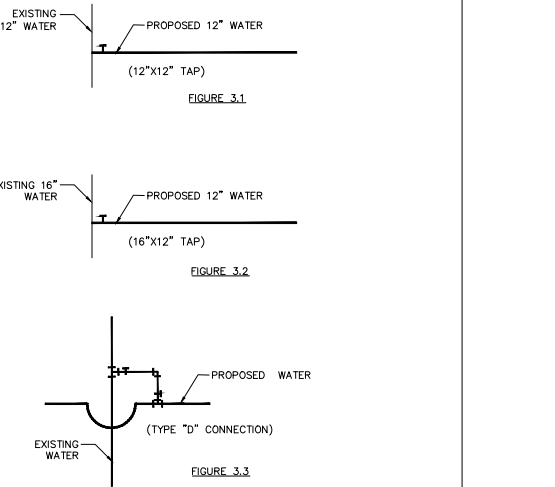 EXISTING
12" WATER
PROPOSED 12" WATER
(12"X12" TAP)
FIGURE 3.1
XISTING 16"
WATER
PROPOSED 12" WATER
(16"X12" TAP)
FIGURE 3.2
PROPOSED WATER
(TYPE "D" CONNECTION)
EXISTING
WATER
FIGURE 3.3